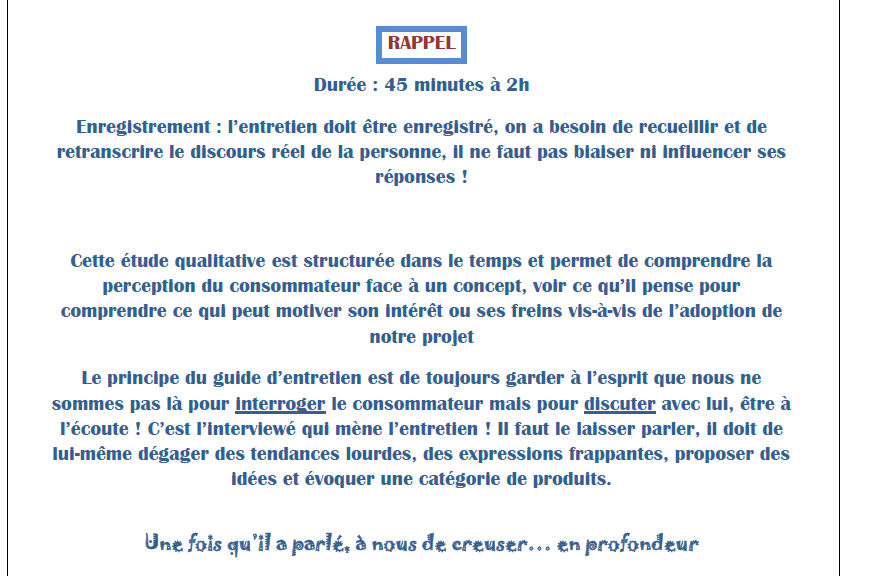 RAPPEL
Durée : 45 minutes à 2h
Enregistrement : l'entretien doit être enregistré, on a besoin de recueillir et de
retranscrire le discours réel de la personne, il ne faut pas biaiser ni influencer ses
réponses !
Cette étude qualitative est structurée dans le temps et permet de comprendre la
perception du consommateur face à un concept, voir ce qu'il pense pour
comprendre ce qui peut motiver son intérêt ou ses freins vis-à-vis de l'adoption de
notre projet
Le principe du guide d'entretien est de toujours garder à l'esprit que nous ne
sommes pas là pour interroger le consommateur mais pour discuter avec lui, être à
l'écoute ! C'est l'interviewé qui mène l'entretien ! Il faut le laisser parler, il doit de
lui-même dégager des tendances lourdes, des expressions frappantes, proposer des
idées et évoquer une catégorie de produits.
Une fois qu'il a parlé, à nous de creuser... en profondeur